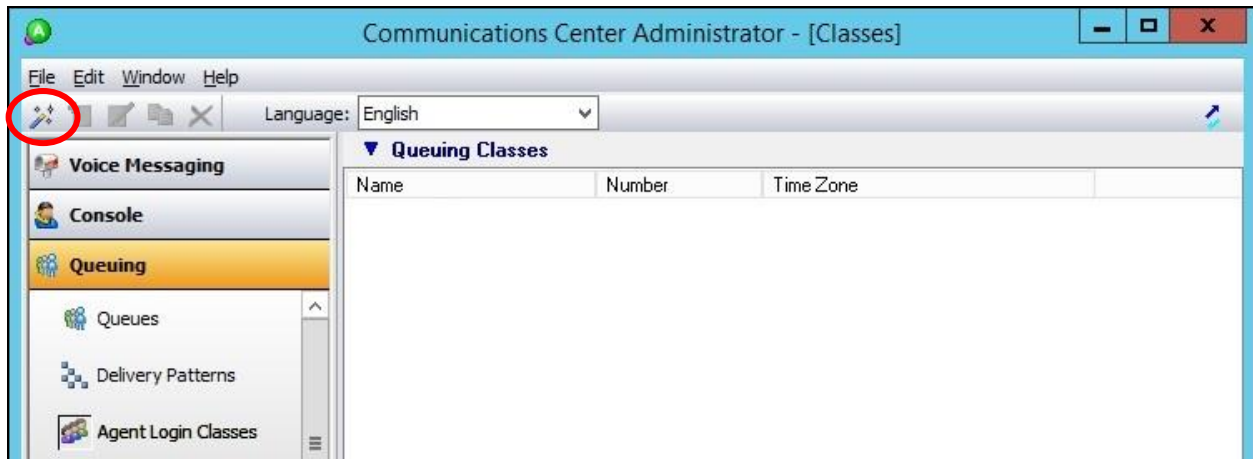 Communications Center Administrator - [Classes]
File Edit Window Help
Language: English
Voice Messaging
Console
Queuing
Queues
Delivery Patterns
Agent Login Classes
Queuing Classes
Name Number Time Zone